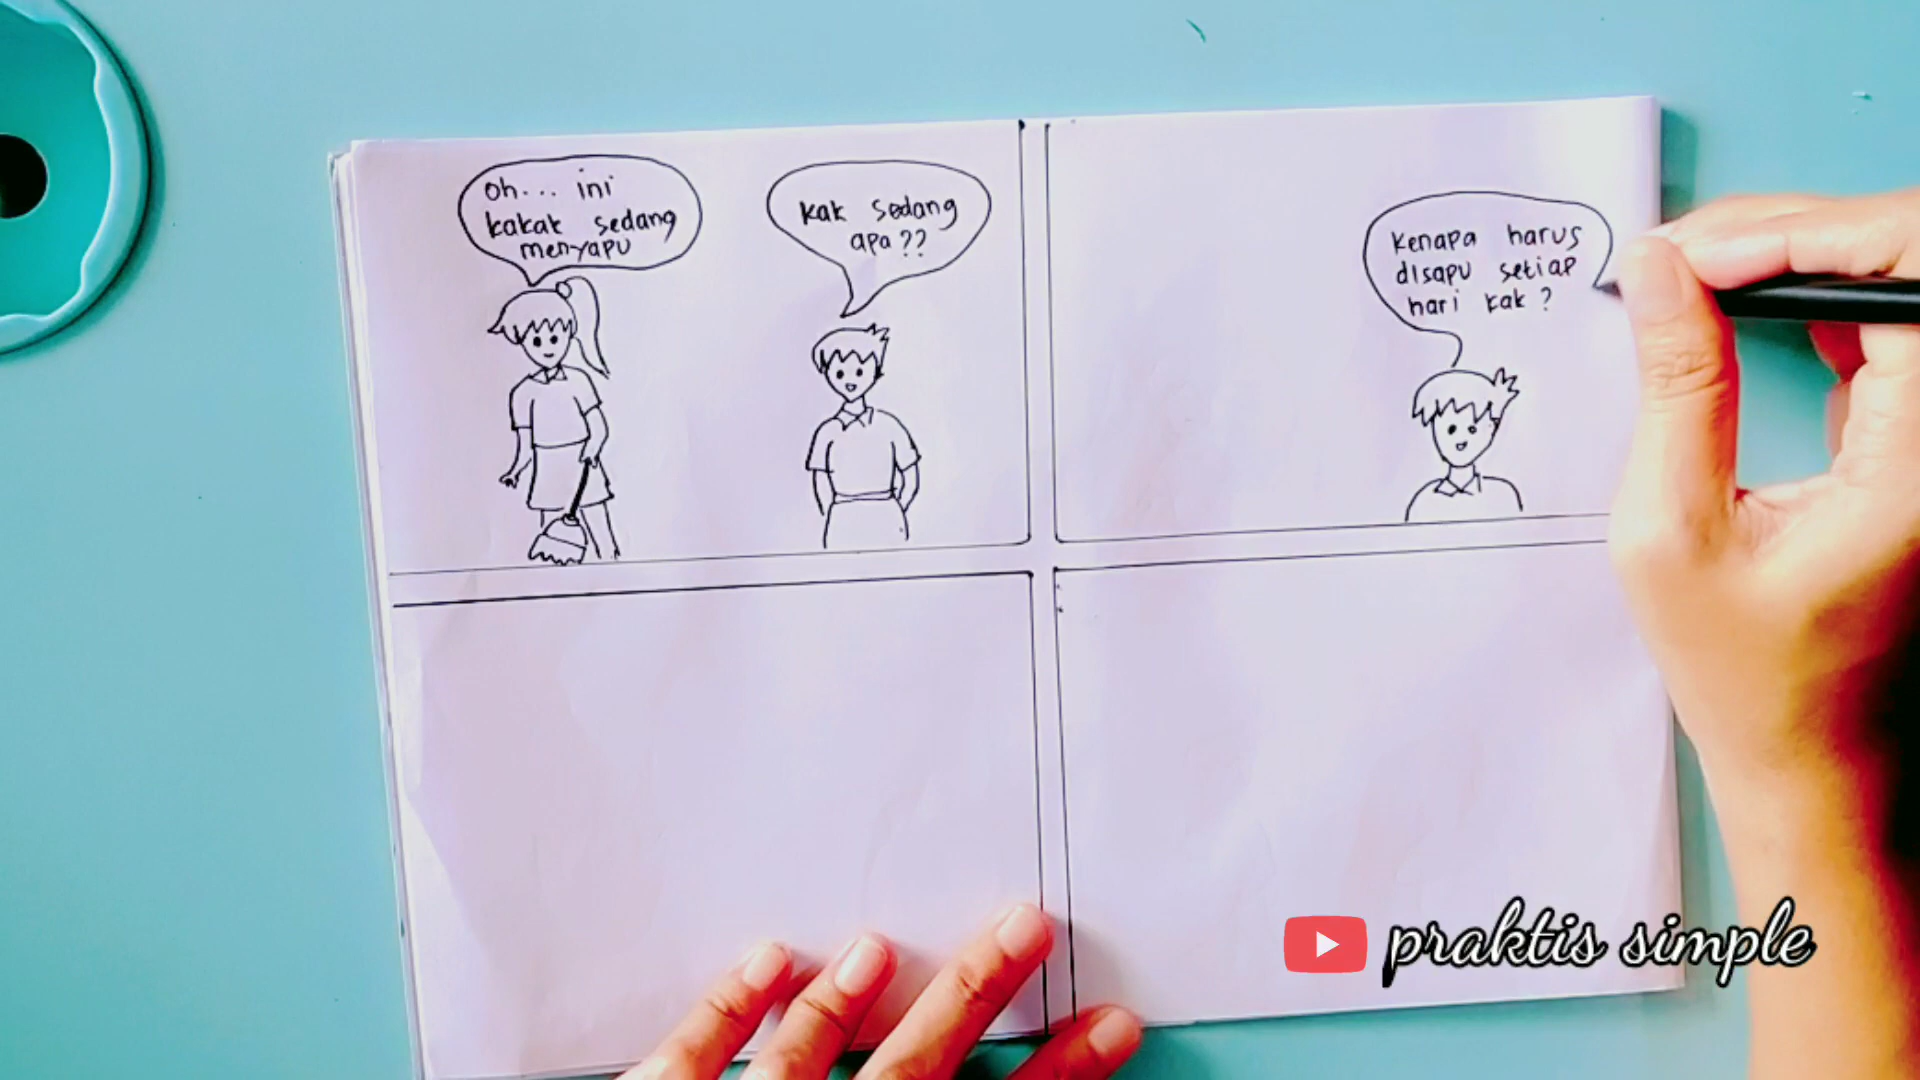 oh... ini
kakak sedang
menyapu
kak sedang
apa??
kenapa harus
disapu setiap
hari kak?
praktis simple